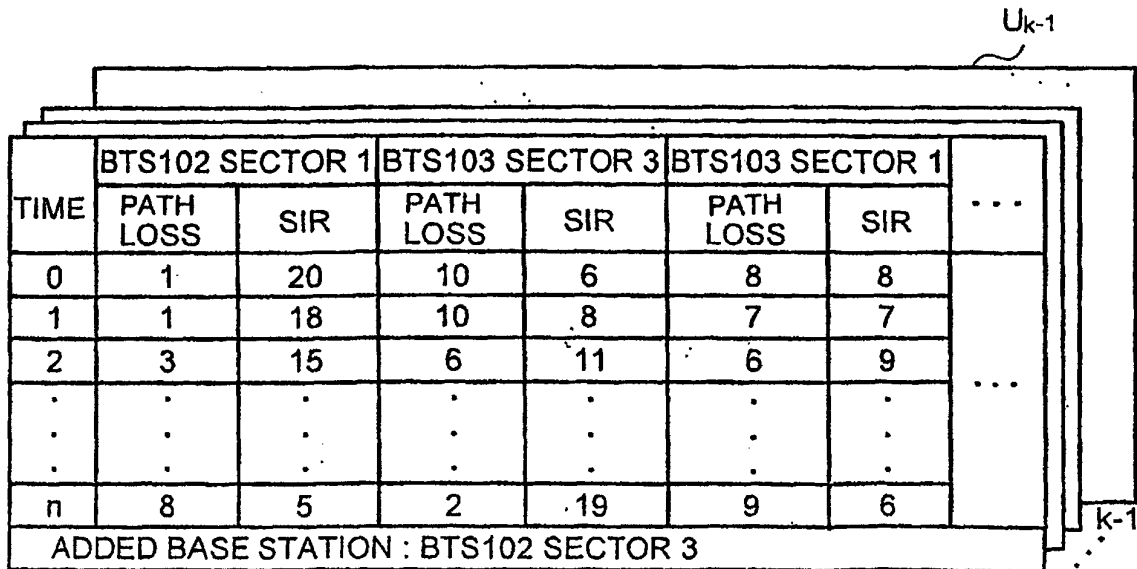 Uk-1
BTS102 SECTOR 1 BTS103 SECTOR 3 BTS103 SECTOR 1 ...
TIME PATH LOSS SIR PATH LOSS SIR PATH LOSS SIR
0 1 20 10 6 8 8
1 1 18 10 8 7 7
2 3 15 6 11 6 9 ...
n 8 5 2 19 9 6
k-1
ADDED BASE STATION : BTS102 SECTOR 3